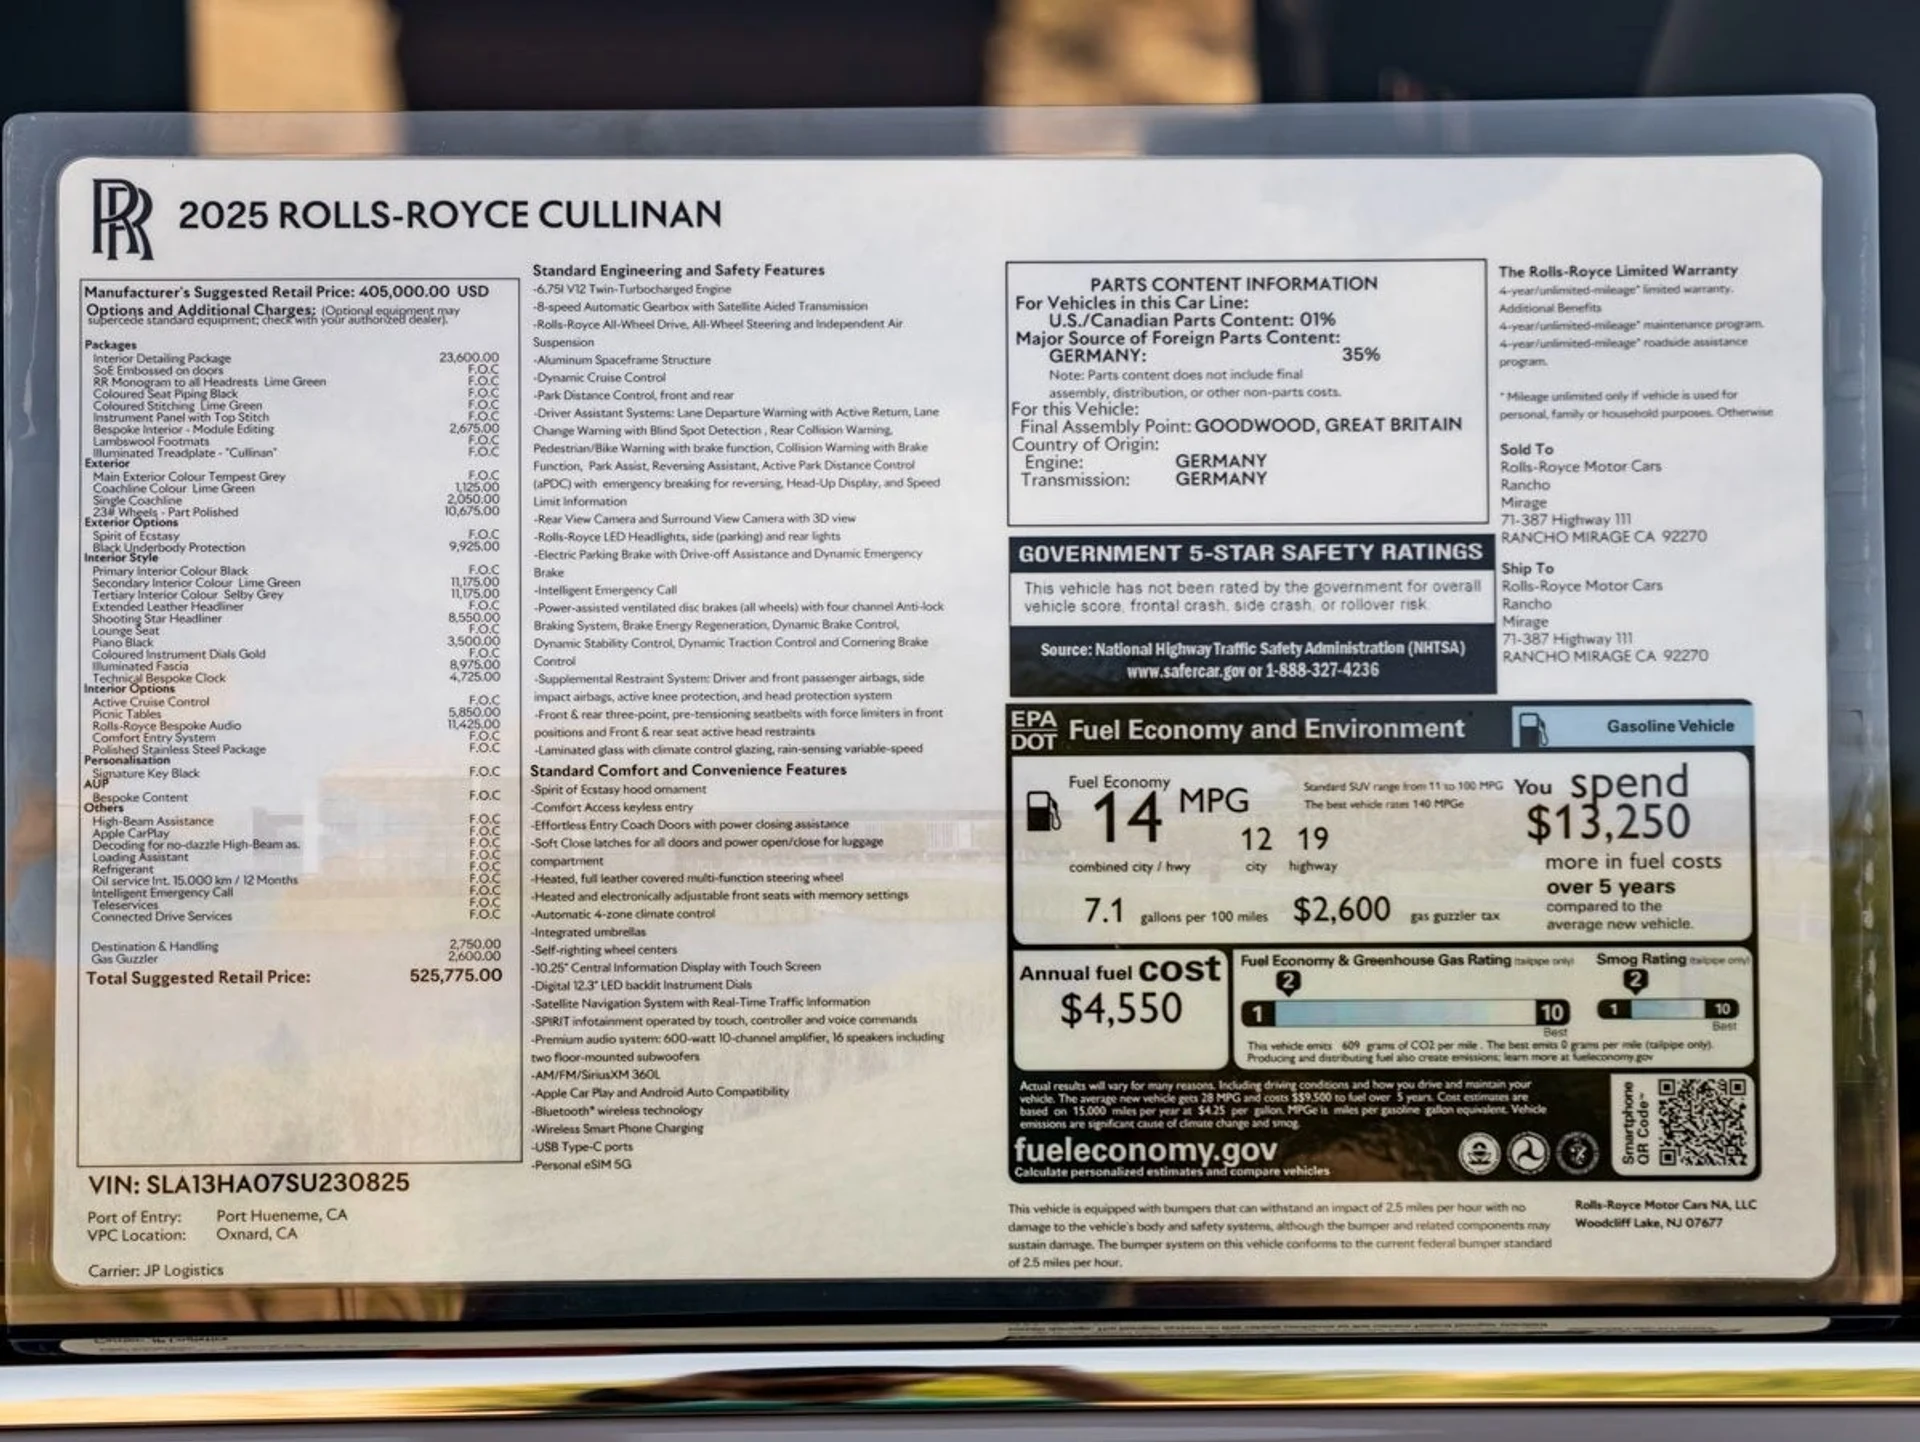 RR
2025 ROLLS-ROYCE CULLINAN
Manufacturer's Suggested Retail Price: 405,000.00 USD
Options and Additional Charges: (Optional equipment may
supercede standard equipment; check with your authorized dealer).
Packages
Interior Detailing Package 23,600.00
SoE Embossed on doors F.O.C
RR Monogram to all Headrests Lime Green F.O.C
Coloured Seat Piping Black F.O.C
Coloured Stitching Lime Green F.O.C
Instrument Panel with Top Stitch F.O.C
Bespoke Interior - Module Editing 2,675.00
Lambswool Footmats F.O.C
Illuminated Treadplate - "Cullinan" F.O.C
Exterior
Main Exterior Colour Tempest Grey F.O.C
Coachline Colour Lime Green 1,125.00
Single Coachline 2,050.00
23# Wheels - Part Polished 10,675.00
Exterior Options
Spirit of Ecstasy F.O.C
Black Underbody Protection 9,925.00
Interior Style
Primary Interior Colour Black F.O.C
Secondary Interior Colour Lime Green 11,175.00
Tertiary Interior Colour Selby Grey 11,175.00
Extended Leather Headliner F.O.C
Shooting Star Headliner 8,550.00
Lounge Seat F.O.C
Piano Black 3,500.00
Coloured Instrument Dials Gold F.O.C
Illuminated Fascia 8,975.00
Technical Bespoke Clock 4,725.00
Interior Options
Active Cruise Control F.O.C
Picnic Tables 5,850.00
Rolls-Royce Bespoke Audio 11,425.00
Comfort Entry System F.O.C
Polished Stainless Steel Package F.O.C
Personalisation
Signature Key Black F.O.C
AUP
Bespoke Content F.O.C
Others
High-Beam Assistance F.O.C
Apple CarPlay F.O.C
Decoding for no-dazzle High-Beam as. F.O.C
Loading Assistant F.O.C
Refrigerant F.O.C
Oil service Int. 15.000 km / 12 Months F.O.C
Intelligent Emergency Call F.O.C
Teleservices F.O.C
Connected Drive Services F.O.C
Destination & Handling 2,750.00
Gas Guzzler 2,600.00
Total Suggested Retail Price: 525,775.00
VIN: SLA13HA07SU230825
Port of Entry: Port Hueneme, CA
VPC Location: Oxnard, CA
Carrier: JP Logistics
Standard Engineering and Safety Features
-6.75l V12 Twin-Turbocharged Engine
-8-speed Automatic Gearbox with Satellite Aided Transmission
-Rolls-Royce All-Wheel Drive, All-Wheel Steering and Independent Air
Suspension
-Aluminum Spaceframe Structure
-Dynamic Cruise Control
-Park Distance Control, front and rear
-Driver Assistant Systems: Lane Departure Warning with Active Return, Lane
Change Warning with Blind Spot Detection , Rear Collision Warning,
Pedestrian/Bike Warning with brake function, Collision Warning with Brake
Function, Park Assist, Reversing Assistant, Active Park Distance Control
(aPDC) with emergency breaking for reversing, Head-Up Display, and Speed
Limit Information
-Rear View Camera and Surround View Camera with 3D view
-Rolls-Royce LED Headlights, side (parking) and rear lights
-Electric Parking Brake with Drive-off Assistance and Dynamic Emergency
Brake
-Intelligent Emergency Call
-Power-assisted ventilated disc brakes (all wheels) with four channel Anti-lock
Braking System, Brake Energy Regeneration, Dynamic Brake Control,
Dynamic Stability Control, Dynamic Traction Control and Cornering Brake
Control
-Supplemental Restraint System: Driver and front passenger airbags, side
impact airbags, active knee protection, and head protection system
-Front & rear three-point, pre-tensioning seatbelts with force limiters in front
positions and Front & rear seat active head restraints
-Laminated glass with climate control glazing, rain-sensing variable-speed
Standard Comfort and Convenience Features
-Spirit of Ecstasy hood ornament
-Comfort Access keyless entry
-Effortless Entry Coach Doors with power closing assistance
-Soft Close latches for all doors and power open/close for luggage
compartment
-Heated, full leather covered multi-function steering wheel
-Heated and electronically adjustable front seats with memory settings
-Automatic 4-zone climate control
-Integrated umbrellas
-Self-righting wheel centers
-10.25" Central Information Display with Touch Screen
-Digital 12.3" LED backlit Instrument Dials
-Satellite Navigation System with Real-Time Traffic Information
-SPIRIT infotainment operated by touch, controller and voice commands
-Premium audio system: 600-watt 10-channel amplifier, 16 speakers including
two floor-mounted subwoofers
-AM/FM/SiriusXM 360L
-Apple Car Play and Android Auto Compatibility
-Bluetooth® wireless technology
-Wireless Smart Phone Charging
-USB Type-C ports
-Personal eSIM 5G
PARTS CONTENT INFORMATION
For Vehicles in this Car Line:
U.S./Canadian Parts Content: 01%
Major Source of Foreign Parts Content:
GERMANY: 35%
Note: Parts content does not include final
assembly, distribution, or other non-parts costs.
For this Vehicle:
Final Assembly Point: GOODWOOD, GREAT BRITAIN
Country of Origin:
Engine: GERMANY
Transmission: GERMANY
GOVERNMENT 5-STAR SAFETY RATINGS
This vehicle has not been rated by the government for overall
vehicle score, frontal crash, side crash, or rollover risk.
Source: National Highway Traffic Safety Administration (NHTSA)
www.safercar.gov or 1-888-327-4236
The Rolls-Royce Limited Warranty
4-year/unlimited-mileage* limited warranty.
Additional Benefits
4-year/unlimited-mileage* maintenance program.
4-year/unlimited-mileage* roadside assistance
program.
* Mileage unlimited only if vehicle is used for
personal, family or household purposes. Otherwise
Sold To
Rolls-Royce Motor Cars
Rancho
Mirage
71-387 Highway 111
RANCHO MIRAGE CA 92270
Ship To
Rolls-Royce Motor Cars
Rancho
Mirage
71-387 Highway 111
RANCHO MIRAGE CA 92270
EPA
DOT
Fuel Economy and Environment
Gasoline Vehicle
Fuel Economy
14 MPG
combined city / hwy
12 city
19 highway
Standard SUV range from 11 to 100 MPG
The best vehicle rates 140 MPGe
7.1 gallons per 100 miles
$2,600 gas guzzler tax
You spend
$13,250
more in fuel costs
over 5 years
compared to the
average new vehicle.
Annual fuel cost
$4,550
Fuel Economy & Greenhouse Gas Rating (tailpipe only)
2
1 10
Best
Smog Rating (tailpipe only)
2
1 10
Best
This vehicle emits 609 grams of CO2 per mile . The best emits 0 grams per mile (tailpipe only).
Producing and distributing fuel also create emissions; learn more at fueleconomy.gov
Actual results will vary for many reasons. Including driving conditions and how you drive and maintain your
vehicle. The average new vehicle gets 28 MPG and costs $$9,500 to fuel over 5 years. Cost estimates are
based on 15,000 miles per year at $4.25 per gallon. MPGe is miles per gasoline gallon equivalent. Vehicle
emissions are significant cause of climate change and smog.
fueleconomy.gov
Calculate personalized estimates and compare vehicles
Smartphone
QR Code™
This vehicle is equipped with bumpers that can withstand an impact of 2.5 miles per hour with no
damage to the vehicle's body and safety systems, although the bumper and related components may
sustain damage. The bumper system on this vehicle conforms to the current federal bumper standard
of 2.5 miles per hour.
Rolls-Royce Motor Cars NA, LLC
Woodcliff Lake, NJ 07677